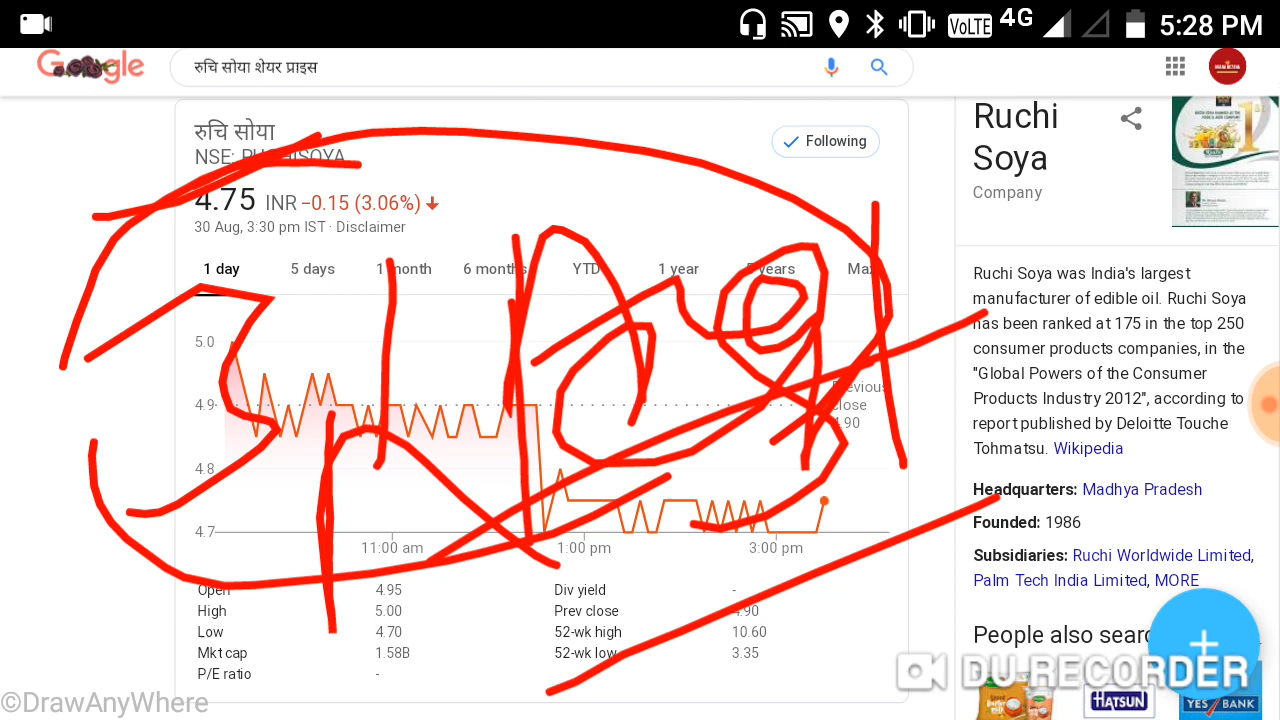 VoLTE 4G 5:28 PM
Google
रुचि सोया शेयर प्राइस
रुचि सोया
NSE: RUCHISOYA
Following
4.75 INR −0.15 (3.06%)
30 Aug, 3:30 pm IST · Disclaimer
1 day 5 days 1 month 6 months YTD 1 year 5 years Max
5.0
4.9
4.8
4.7
Previous
close
4.90
11:00 am 1:00 pm 3:00 pm
Open 4.95 Div yield -
High 5.00 Prev close 4.90
Low 4.70 52-wk high 10.60
Mkt cap 1.58B 52-wk low 3.35
P/E ratio -
Ruchi
Soya
Company
Ruchi Soya was India's largest
manufacturer of edible oil. Ruchi Soya
has been ranked at 175 in the top 250
consumer products companies, in the
"Global Powers of the Consumer
Products Industry 2012", according to
report published by Deloitte Touche
Tohmatsu. Wikipedia
Headquarters: Madhya Pradesh
Founded: 1986
Subsidiaries: Ruchi Worldwide Limited,
Palm Tech India Limited, MORE
People also search
HATSUN
YES BANK
DU RECORDER
©DrawAnyWhere